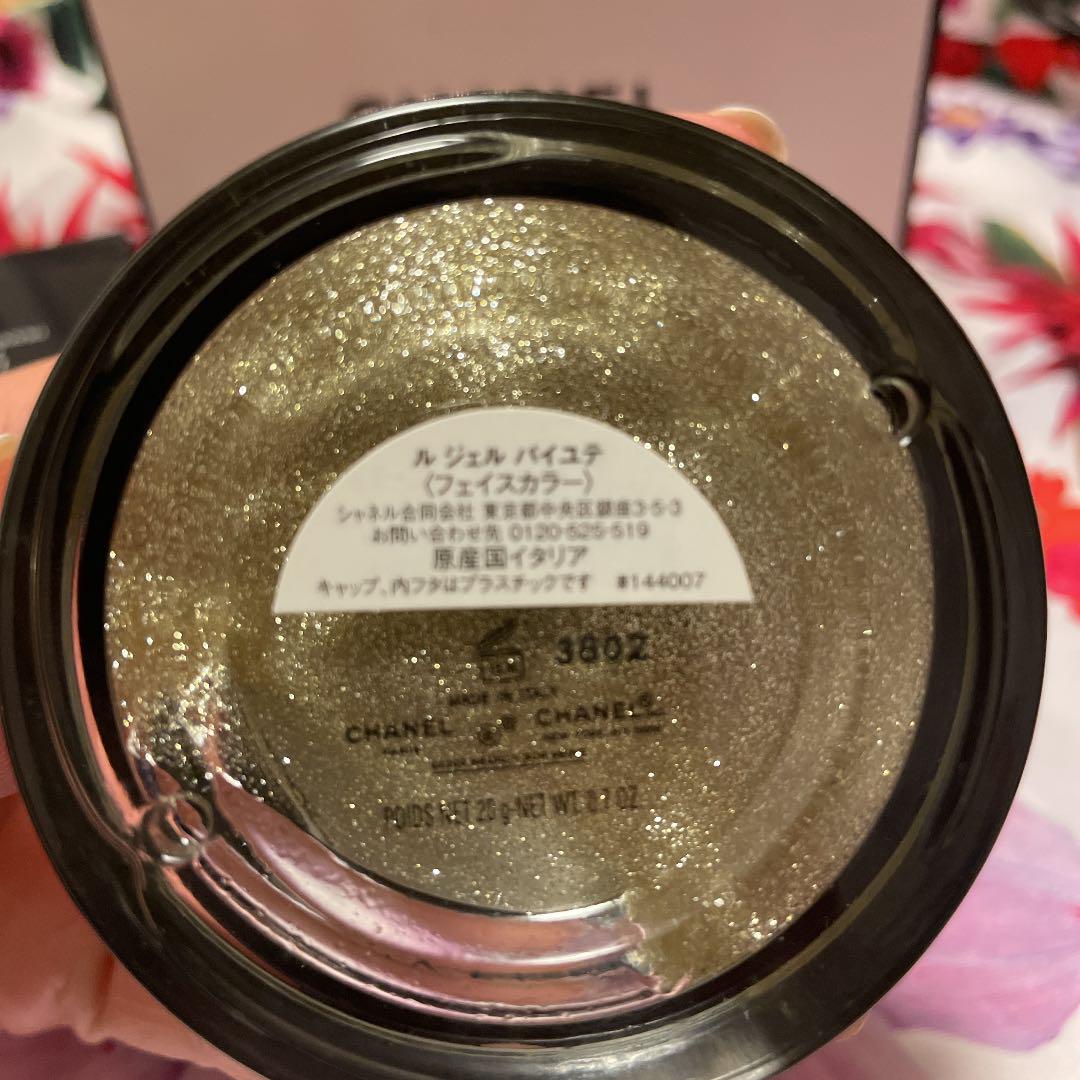 ル ジェル パイユテ
〈フェイスカラー〉
シャネル合同会社 東京都中央区銀座3-5-3
お問い合わせ先 0120-525-519
原産国イタリア
キャップ、内フタはプラスチックです #144007
3802
MADE IN ITALY
CHANEL CHANEL
PARIS
POIDS NET 20 g-NET WT. 0.7 OZ.